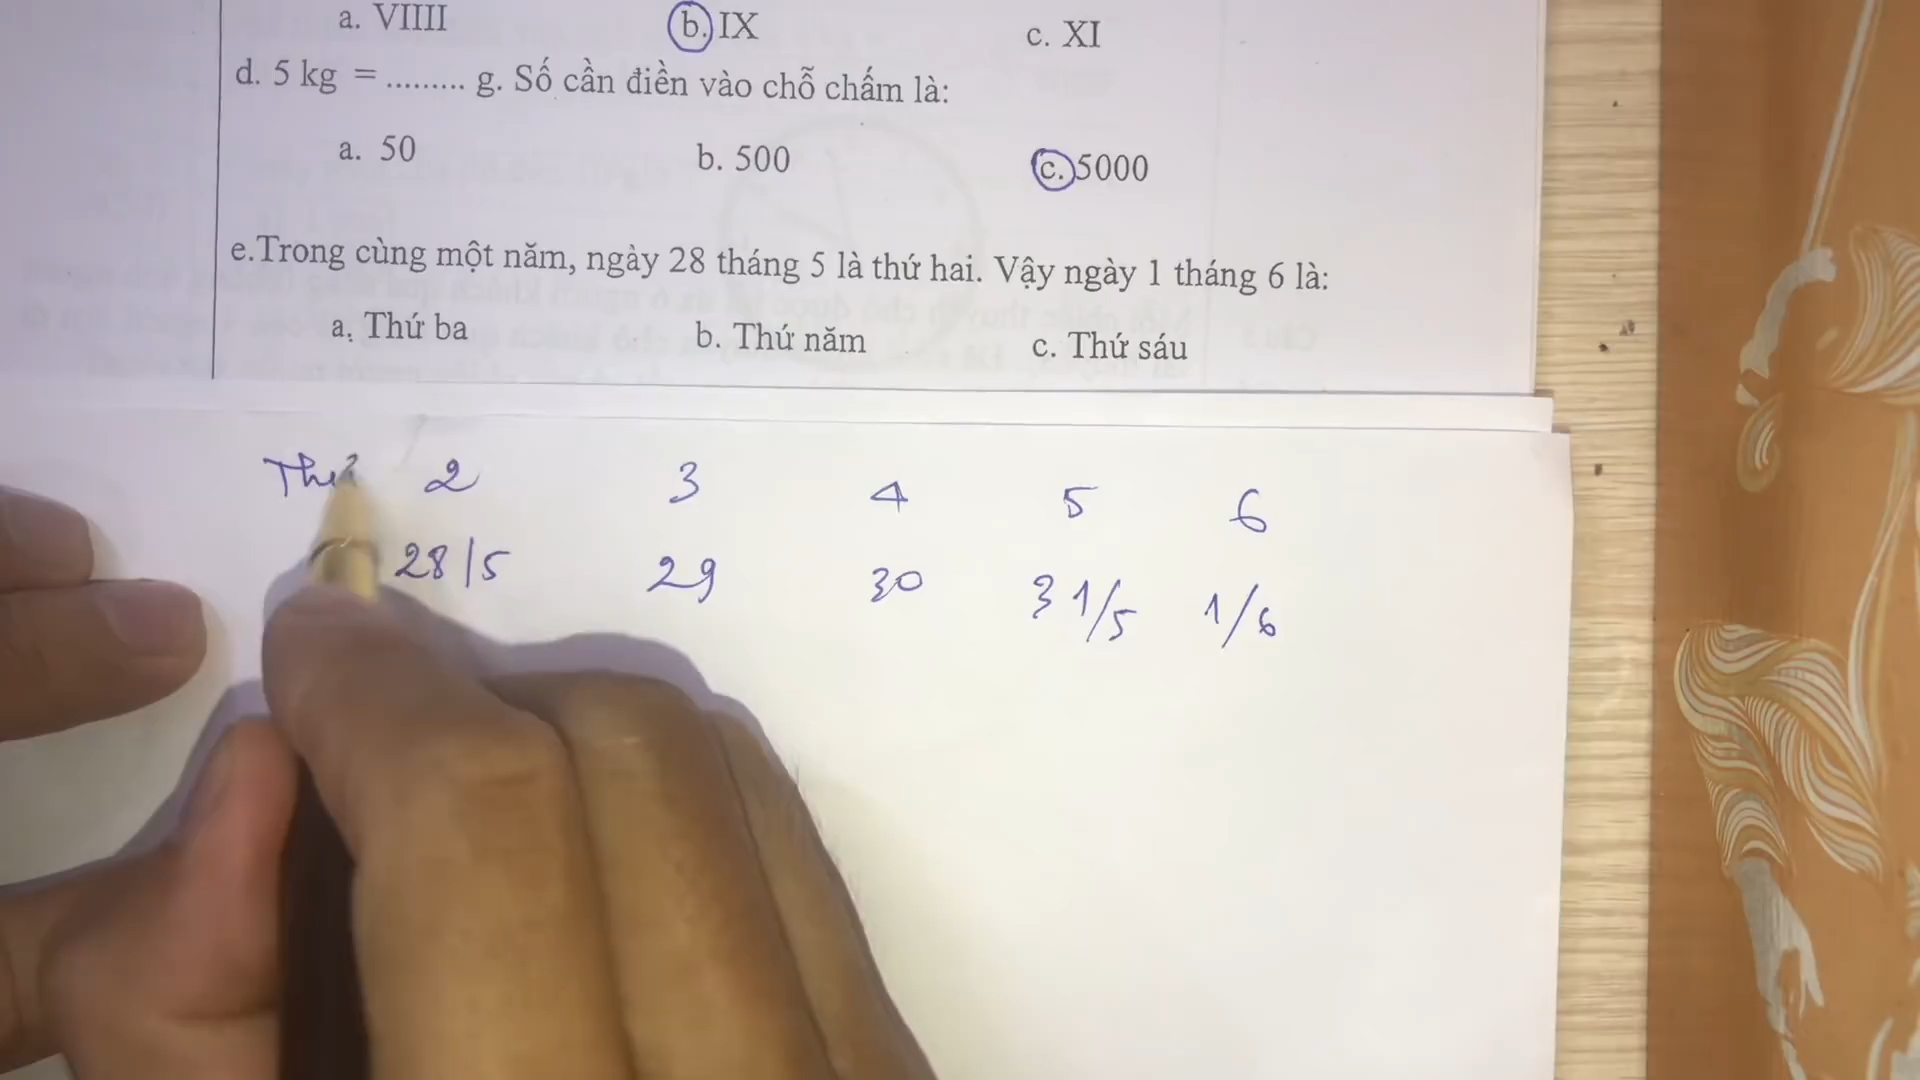 a. VIIII b. IX c. XI
d. 5 kg = ......... g. Số cần điền vào chỗ chấm là:
a. 50 b. 500 c. 5000
e.Trong cùng một năm, ngày 28 tháng 5 là thứ hai. Vậy ngày 1 tháng 6 là:
a. Thứ ba b. Thứ năm c. Thứ sáu
Thứ 2 3 4 5 6
28/5 29 30 31/5 1/6